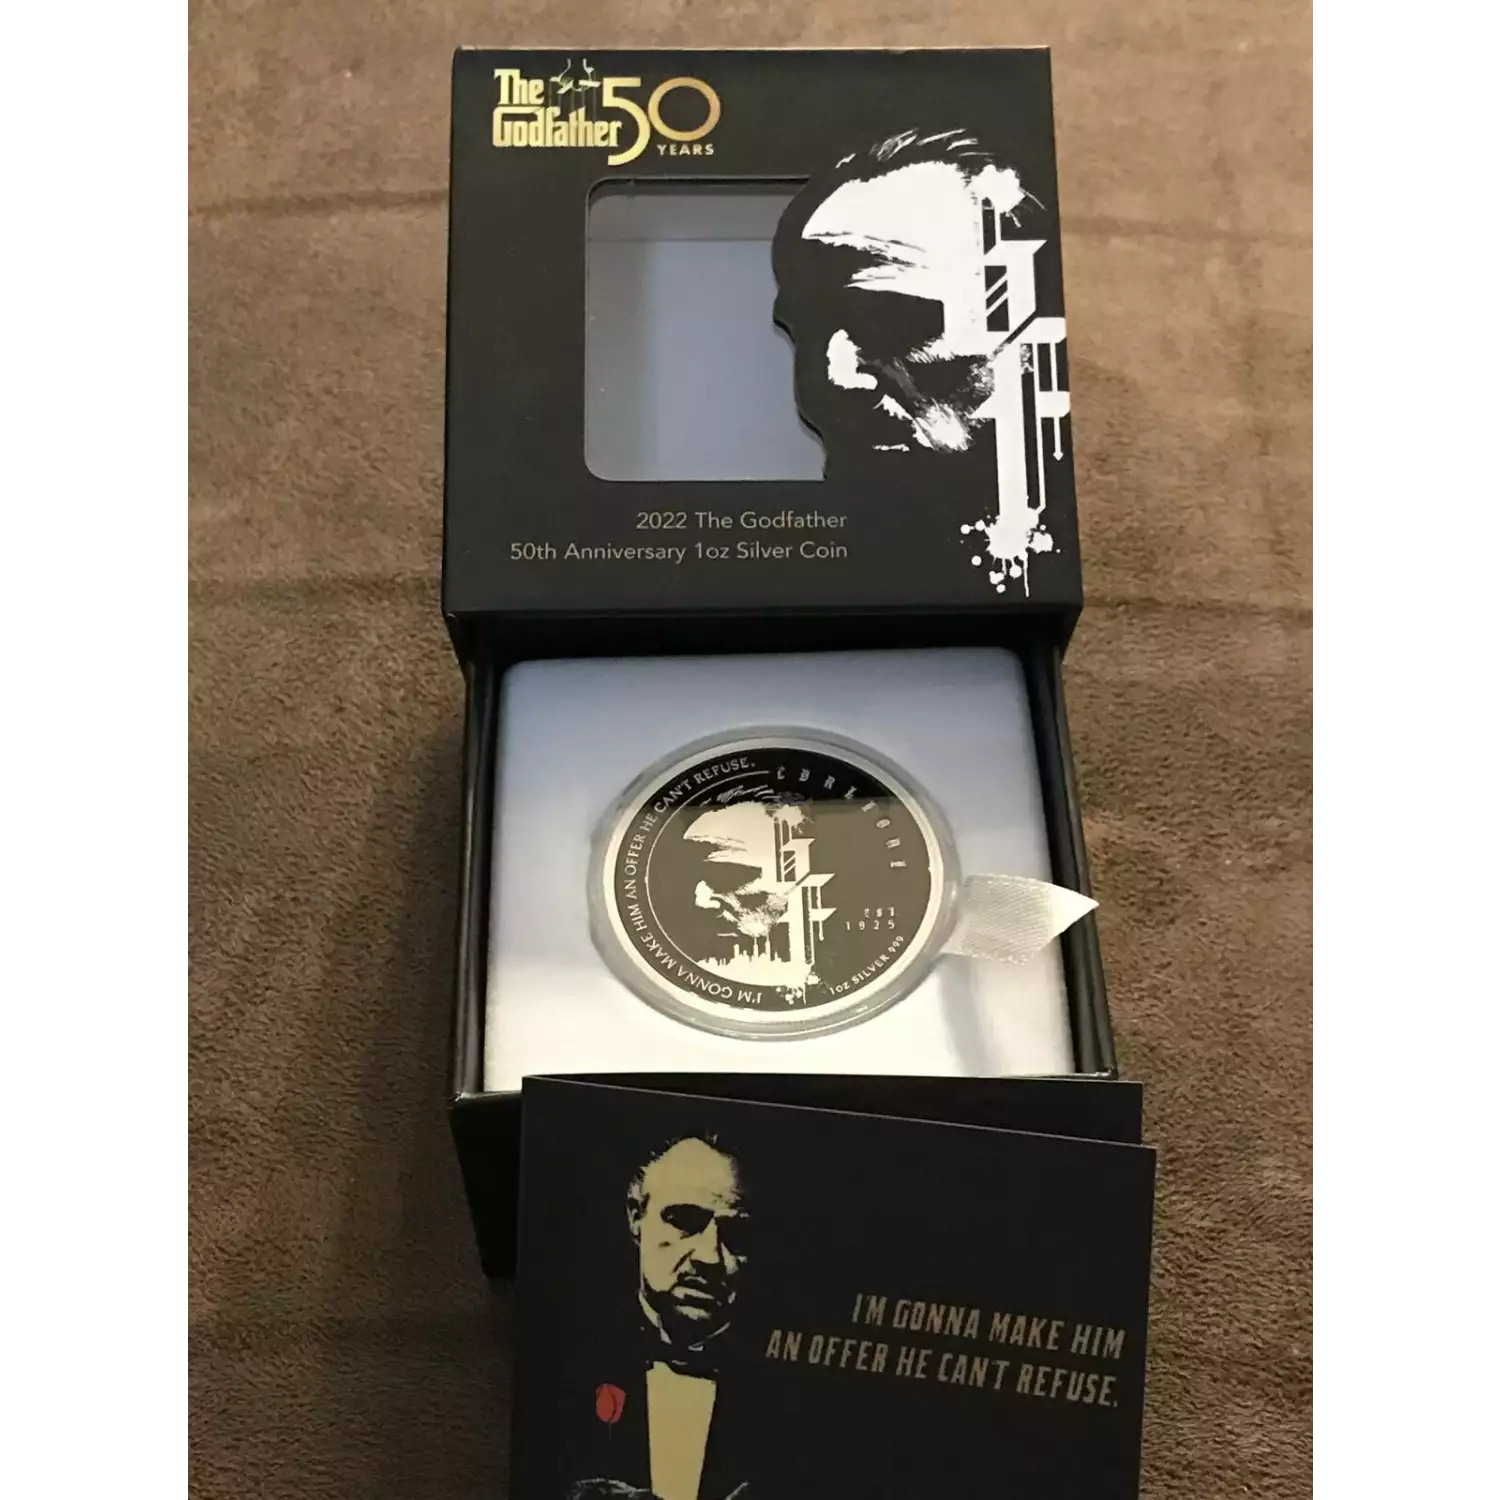 The
Godfather 50
YEARS
2022 The Godfather
50th Anniversary 1oz Silver Coin
I'M GONNA MAKE HIM AN OFFER HE CAN'T REFUSE.
CORLEONE
EST
1925
1oz SILVER 999
GF
I'M GONNA MAKE HIM
AN OFFER HE CAN'T REFUSE.